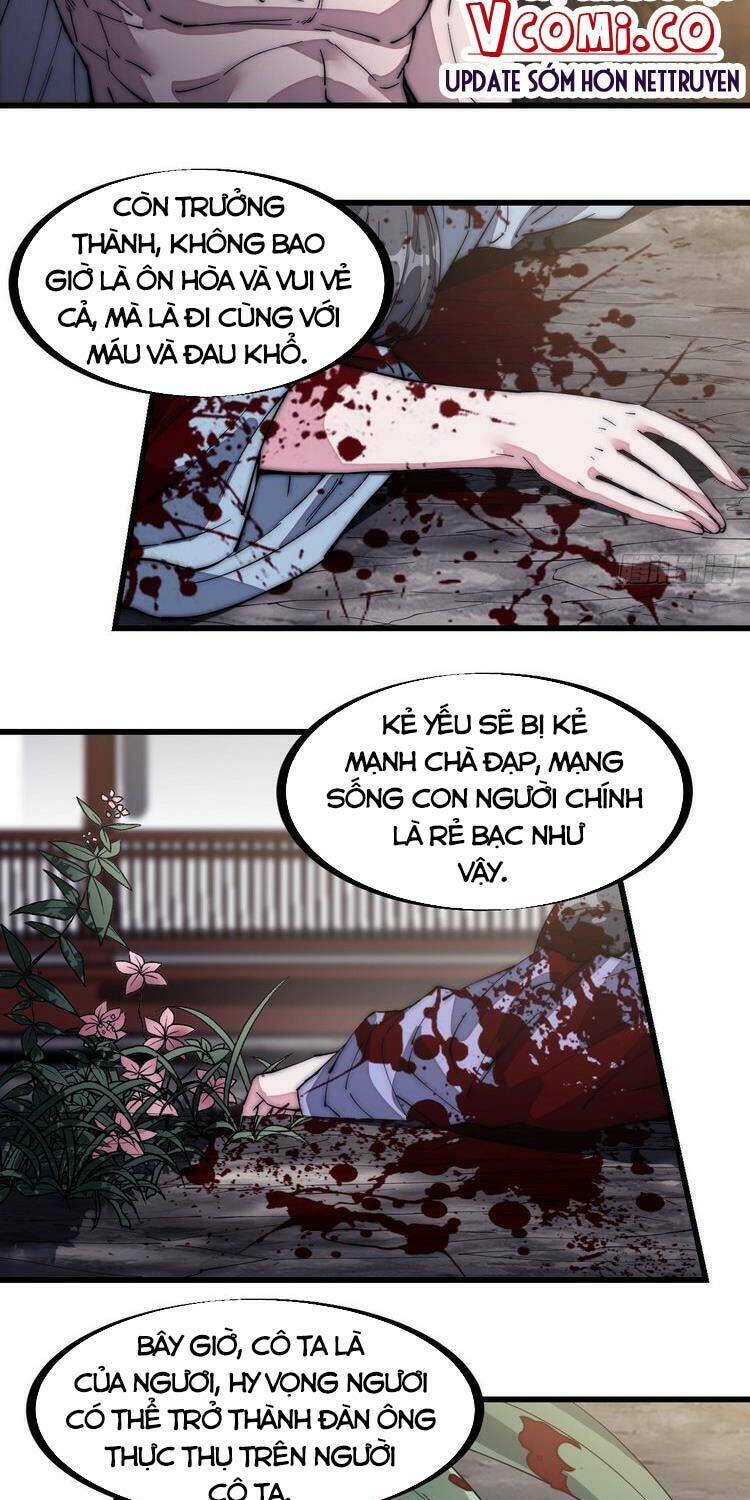 Vcomi.co
UPDATE SỚM HƠN NETTRUYEN
CÒN TRƯỞNG
THÀNH, KHÔNG BAO
GIỜ LÀ ÔN HÒA VÀ VUI VẺ
CẢ, MÀ LÀ ĐI CÙNG VỚI
MÁU VÀ ĐAU KHỔ.
KẺ YẾU SẼ BỊ KẺ
MẠNH CHÀ ĐẠP, MẠNG
SỐNG CON NGƯỜI CHÍNH
LÀ RẺ BẠC NHƯ
VẬY.
BÂY GIỜ, CÔ TA LÀ
CỦA NGƯƠI, HY VỌNG NGƯƠI
CÓ THỂ TRỞ THÀNH ĐÀN ÔNG
THỰC THỤ TRÊN NGƯỜI
CÔ TA.